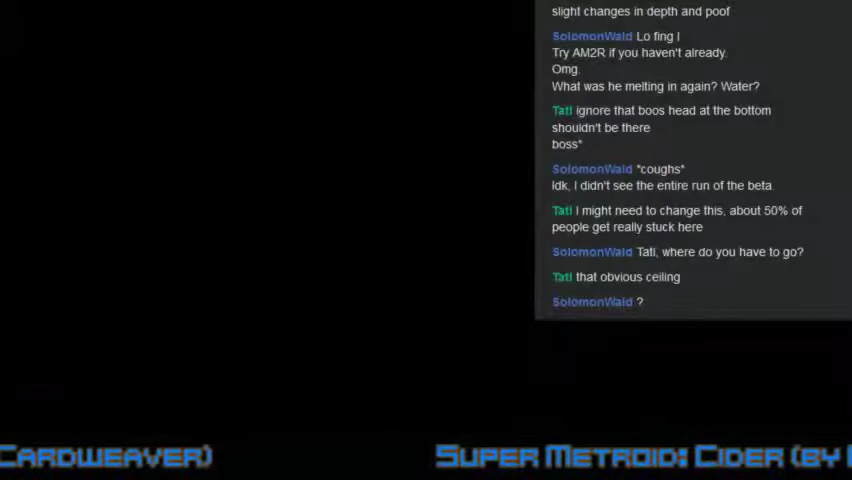 slight changes in depth and poof
SolomonWald Lo fing l
Try AM2R if you haven't already.
Omg.
What was he melting in again? Water?
Tatl ignore that boos head at the bottom
shouldn't be there
boss*
SolomonWald *coughs*
Idk, I didn't see the entire run of the beta
Tatl I might need to change this, about 50% of
people get really stuck here
SolomonWald Tatl, where do you have to go?
Tatl that obvious ceiling
SolomonWald ?
Cardweaver) Super Metroid: Cider (by